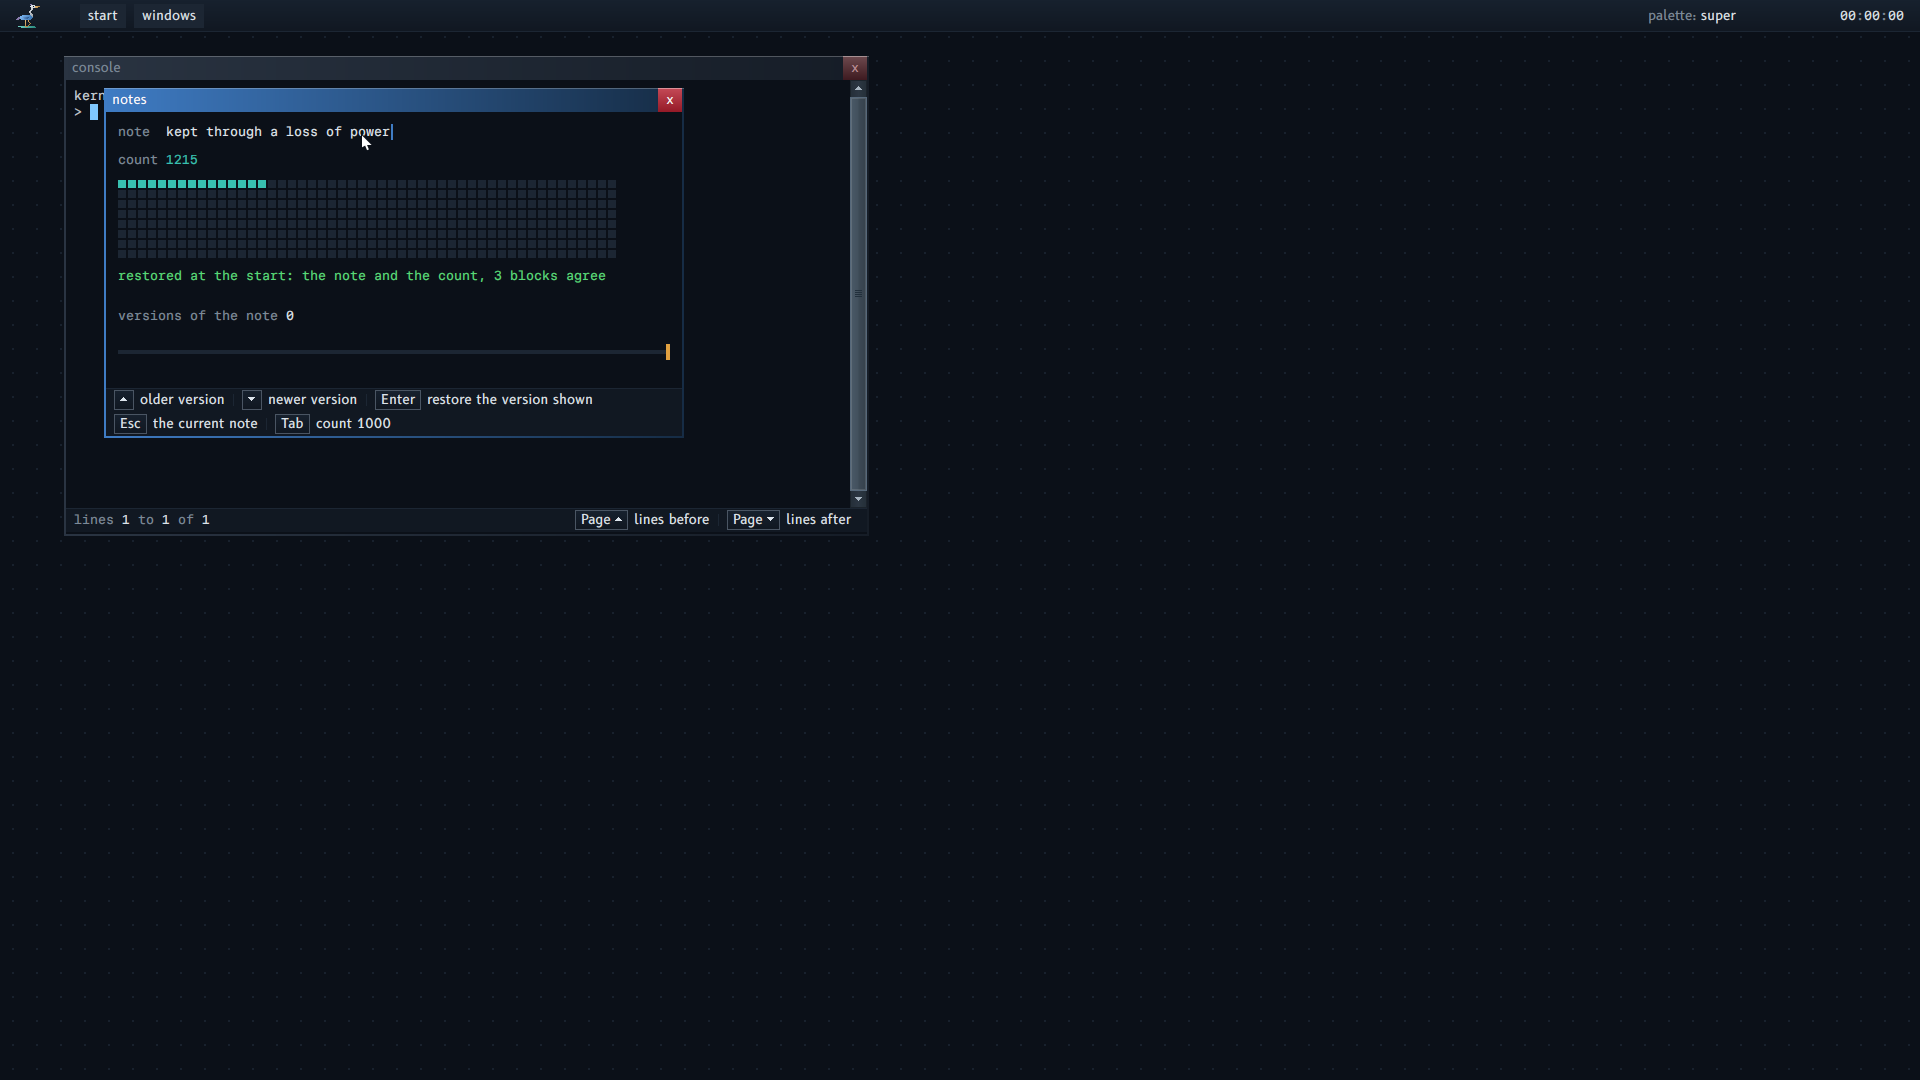 start windows palette: super 00:00:00
console x
kern
>
notes x
note kept through a loss of power
count 1215
restored at the start: the note and the count, 3 blocks agree
versions of the note 0
older version newer version Enter restore the version shown
Esc the current note Tab count 1000
lines 1 to 1 of 1 Page lines before Page lines after